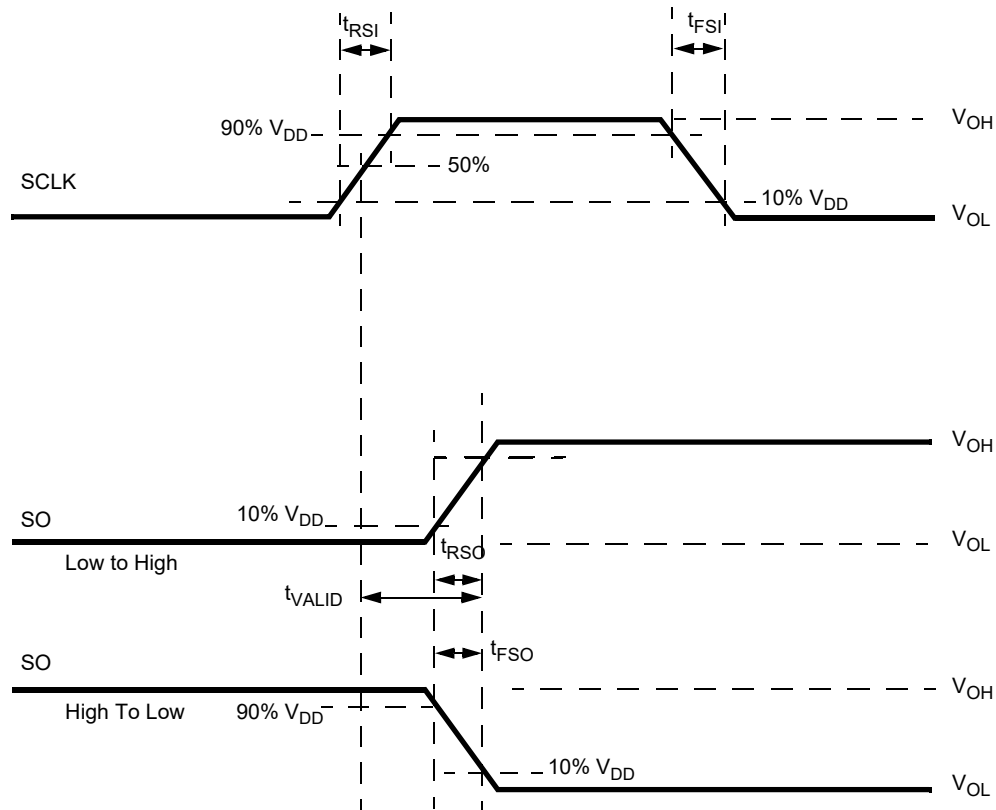 tRSI
tFSI
VOH
90% VDD
50%
SCLK
10% VDD
VOL
VOH
10% VDD
SO
tRSO
VOL
Low to High
tVALID
tFSO
SO
VOH
High To Low
90% VDD
10% VDD
VOL